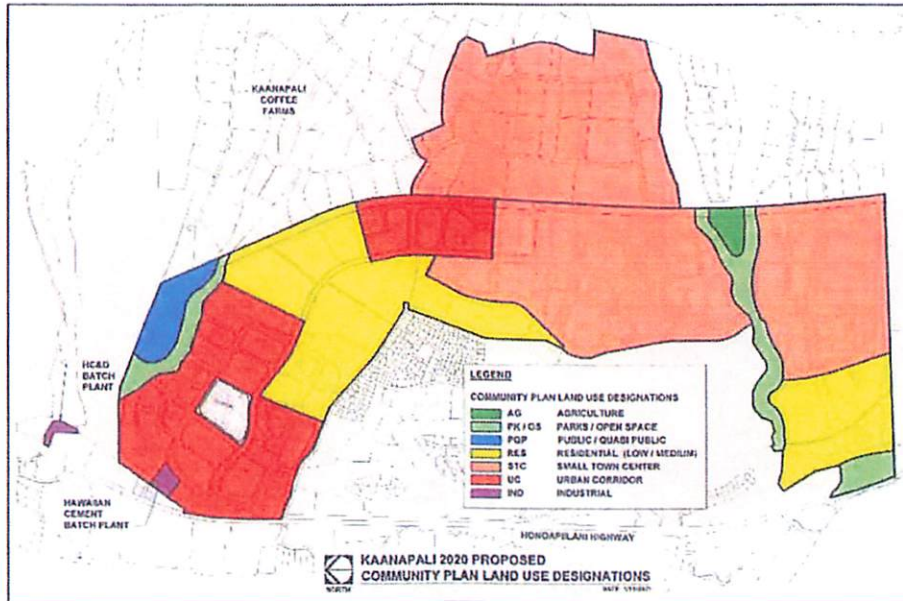 KAANAPALI
COFFEE
FARMS
HC&D
BATCH
PLANT
HAWAIIAN
CEMENT
BATCH PLANT
LEGEND
COMMUNITY PLAN LAND USE DESIGNATIONS
AG AGRICULTURE
PK / OS PARKS / OPEN SPACE
PQP PUBLIC / QUASI PUBLIC
RES RESIDENTIAL (LOW / MEDIUM)
STC SMALL TOWN CENTER
UC URBAN CORRIDOR
IND INDUSTRIAL
HONOAPIILANI HIGHWAY
KAANAPALI 2020 PROPOSED
COMMUNITY PLAN LAND USE DESIGNATIONS
NORTH
DATE